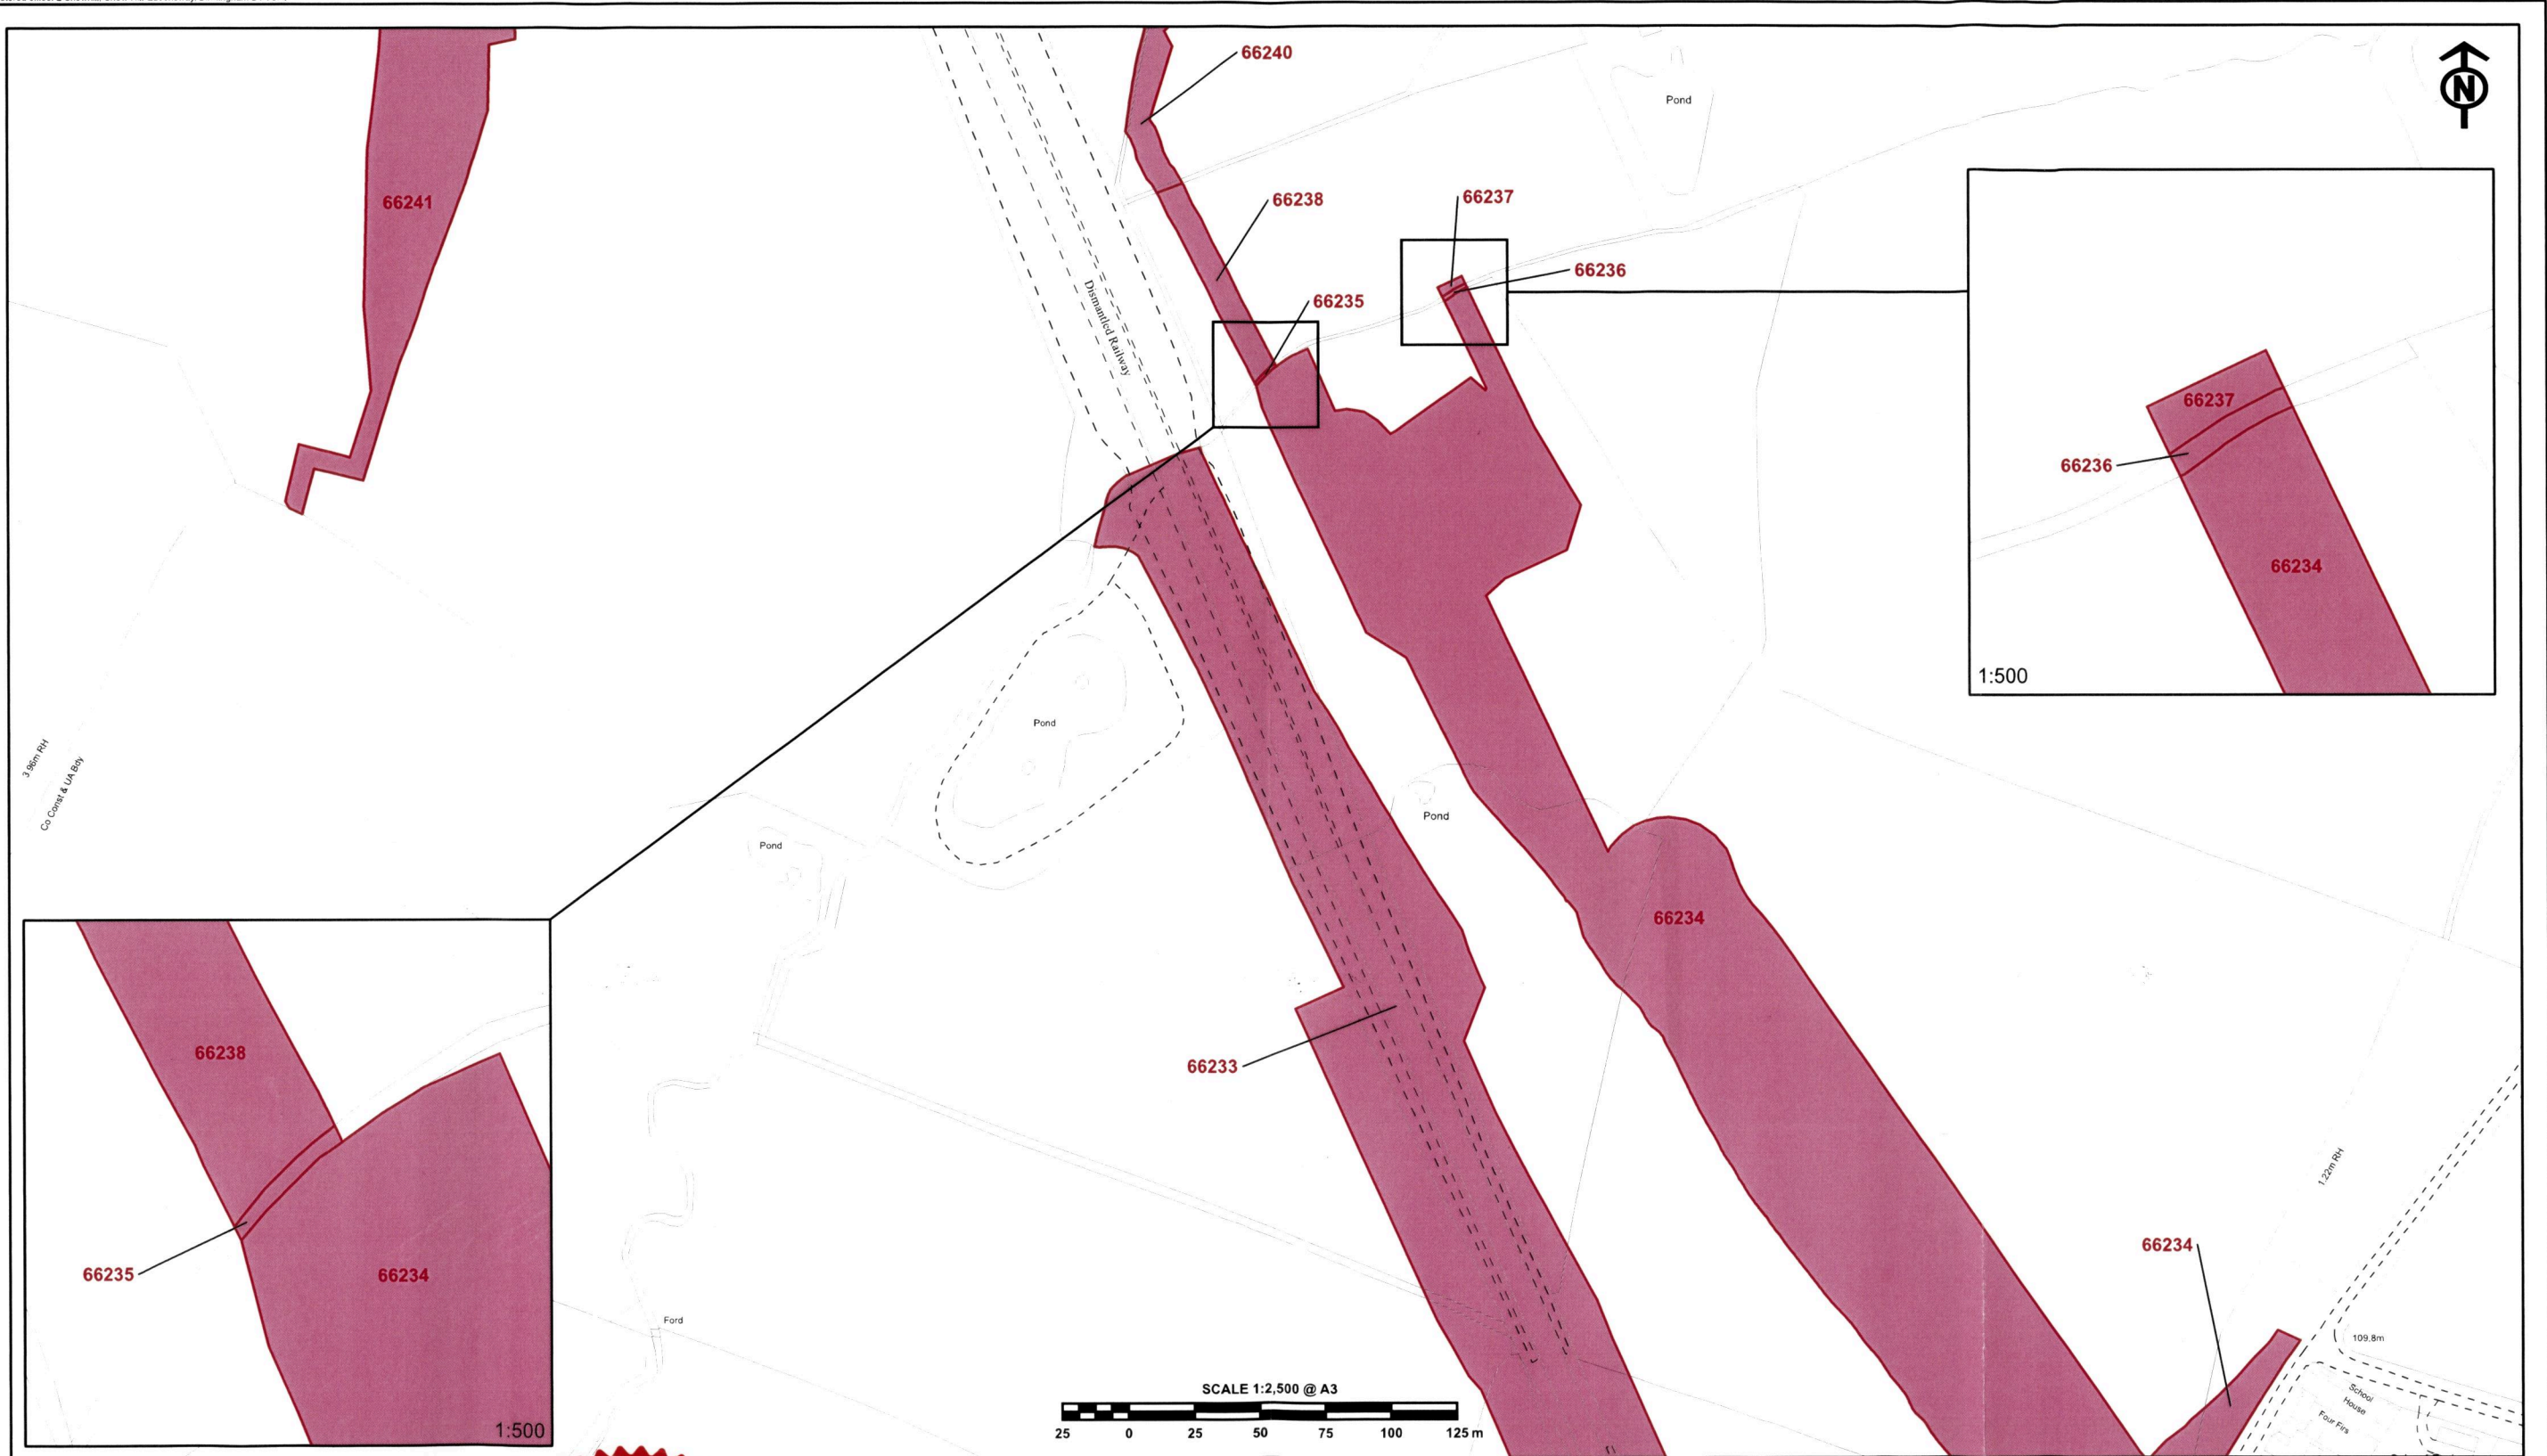 66240
N
Pond
66241
66238
66237
66236
66235
Dismantled Railway
66237
66236
66234
1:500
Pond
3.96m RH
Co Const & UA Bdy
Pond
Pond
66234
66238
66233
66235
66234
1:500
Ford
1.22m RH
66234
109.8m
School
House
Four Firs
SCALE 1:2,500 @ A3
25 0 25 50 75 100 125 m